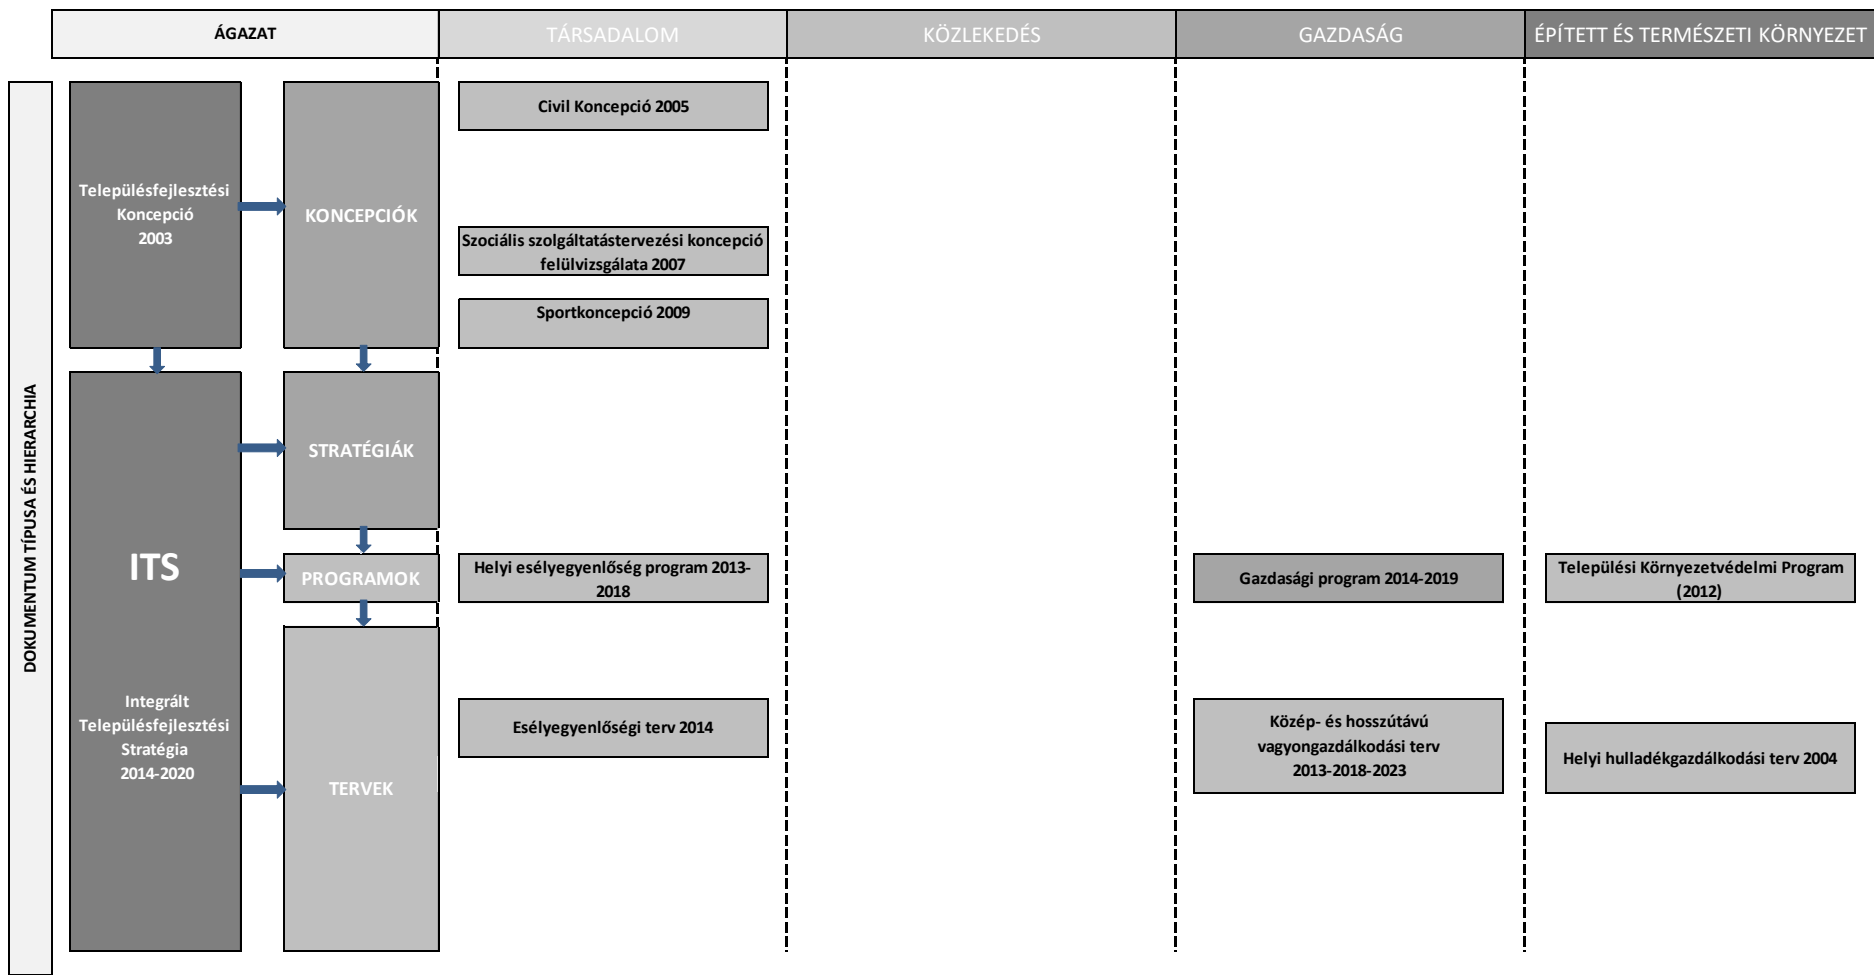 ÁGAZAT
TÁRSADALOM
KÖZLEKEDÉS
GAZDASÁG
ÉPÍTETT ÉS TERMÉSZETI KÖRNYEZET
DOKUMENTUM TÍPUSA ÉS HIERARCHIA
Településfejlesztési
Koncepció
2003
KONCEPCIÓK
Civil Koncepció 2005
Szociális szolgáltatástervezési koncepció
felülvizsgálata 2007
Sportkoncepció 2009
ITS
Integrált
Településfejlesztési
Stratégia
2014-2020
STRATÉGIÁK
PROGRAMOK
Helyi esélyegyenlőség program 2013-
2018
Gazdasági program 2014-2019
Települési Környezetvédelmi Program
(2012)
TERVEK
Esélyegyenlőségi terv 2014
Közép- és hosszútávú
vagyongazdálkodási terv
2013-2018-2023
Helyi hulladékgazdálkodási terv 2004